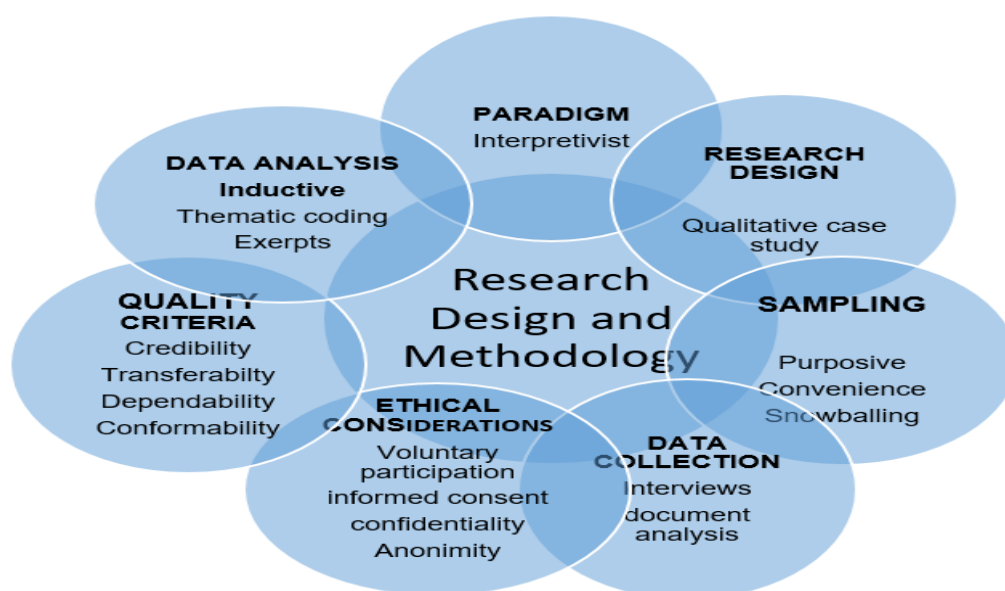 PARADIGM
Interpretivist
RESEARCH
DESIGN
Qualitative case
study
SAMPLING
Purposive
Convenience
Snowballing
DATA
COLLECTION
Interviews
document
analysis
ETHICAL
CONSIDERATIONS
Voluntary
participation
informed consent
confidentiality
Anonimity
QUALITY
CRITERIA
Credibility
Transferabilty
Dependability
Conformability
DATA ANALYSIS
Inductive
Thematic coding
Exerpts
Research
Design and
Methodology